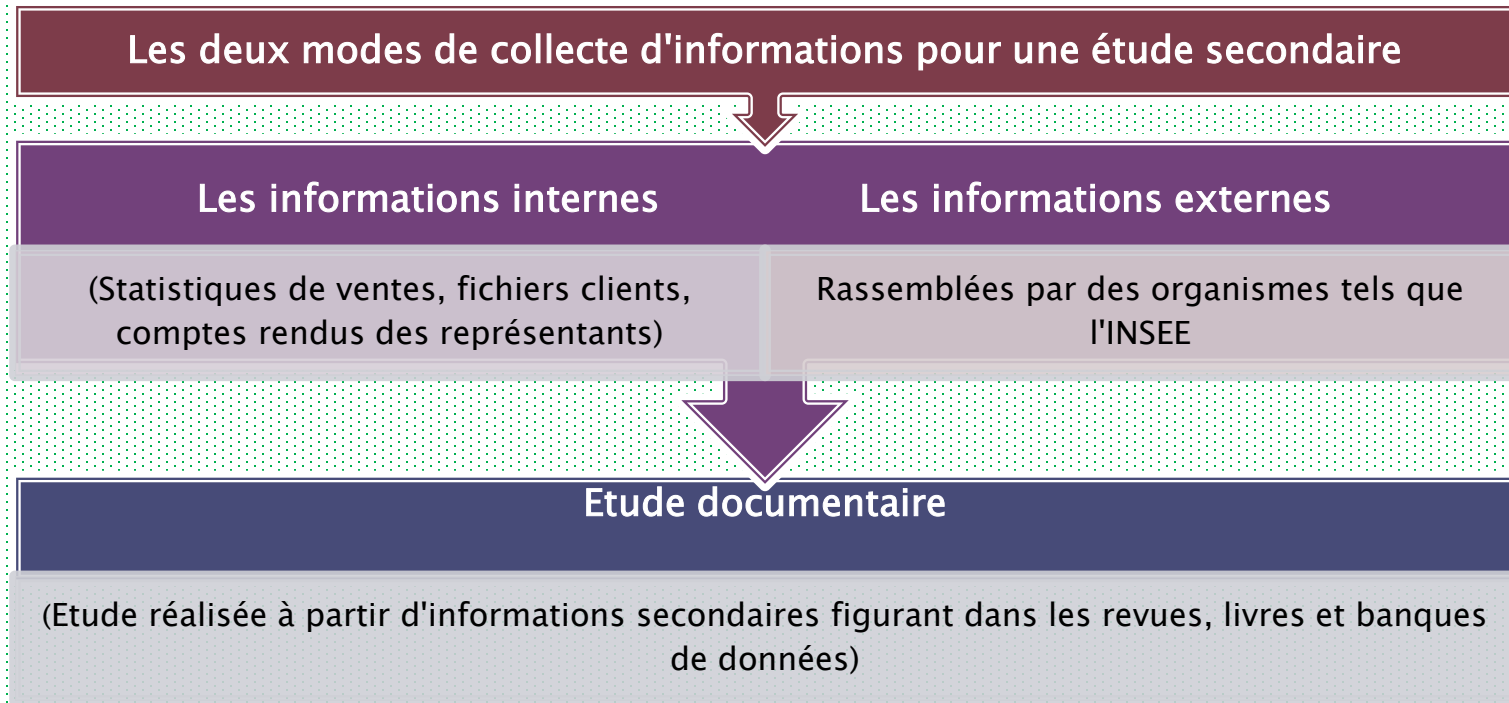 Les deux modes de collecte d'informations pour une étude secondaire
Les informations internes
(Statistiques de ventes, fichiers clients,
comptes rendus des représentants)
Les informations externes
Rassemblées par des organismes tels que
l'INSEE
Etude documentaire
(Etude réalisée à partir d'informations secondaires figurant dans les revues, livres et banques
de données)